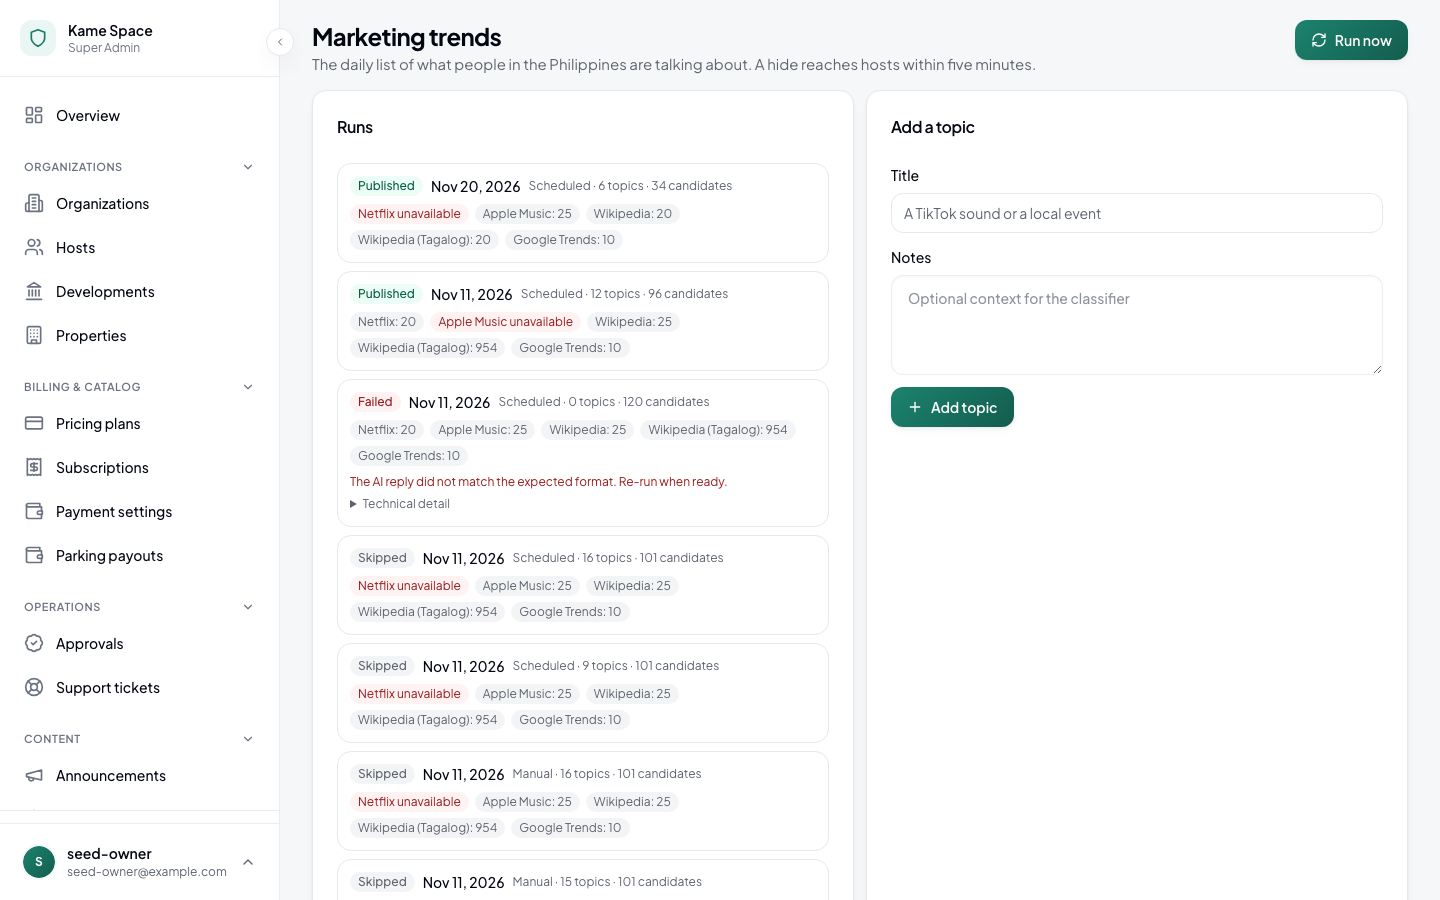 Kame Space
Super Admin
Overview
ORGANIZATIONS
Organizations
Hosts
Developments
Properties
BILLING & CATALOG
Pricing plans
Subscriptions
Payment settings
Parking payouts
OPERATIONS
Approvals
Support tickets
CONTENT
Announcements
S
seed-owner
seed-owner@example.com
Marketing trends
The daily list of what people in the Philippines are talking about. A hide reaches hosts within five minutes.
Run now
Runs
Published Nov 20, 2026 Scheduled · 6 topics · 34 candidates
Netflix unavailable Apple Music: 25 Wikipedia: 20
Wikipedia (Tagalog): 20 Google Trends: 10
Published Nov 11, 2026 Scheduled · 12 topics · 96 candidates
Netflix: 20 Apple Music unavailable Wikipedia: 25
Wikipedia (Tagalog): 954 Google Trends: 10
Failed Nov 11, 2026 Scheduled · 0 topics · 120 candidates
Netflix: 20 Apple Music: 25 Wikipedia: 25 Wikipedia (Tagalog): 954
Google Trends: 10
The AI reply did not match the expected format. Re-run when ready.
Technical detail
Skipped Nov 11, 2026 Scheduled · 16 topics · 101 candidates
Netflix unavailable Apple Music: 25 Wikipedia: 25
Wikipedia (Tagalog): 954 Google Trends: 10
Skipped Nov 11, 2026 Scheduled · 9 topics · 101 candidates
Netflix unavailable Apple Music: 25 Wikipedia: 25
Wikipedia (Tagalog): 954 Google Trends: 10
Skipped Nov 11, 2026 Manual · 16 topics · 101 candidates
Netflix unavailable Apple Music: 25 Wikipedia: 25
Wikipedia (Tagalog): 954 Google Trends: 10
Skipped Nov 11, 2026 Manual · 15 topics · 101 candidates
Add a topic
Title
A TikTok sound or a local event
Notes
Optional context for the classifier
Add topic